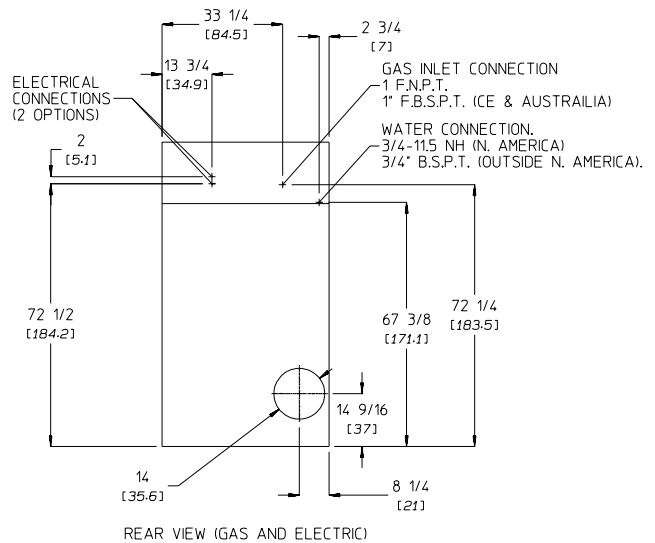 33 1/4
[84.5]
2 3/4
[7]
13 3/4
[34.9]
ELECTRICAL
CONNECTIONS
(2 OPTIONS)
GAS INLET CONNECTION
1 F.N.P.T.
1" F.B.S.P.T. (CE & AUSTRAILIA)
2
[5.1]
WATER CONNECTION.
3/4-11.5 NH (N. AMERICA)
3/4" B.S.P.T. (OUTSIDE N. AMERICA).
72 1/2
[184.2]
67 3/8
[171.1]
72 1/4
[183.5]
14 9/16
[37]
14
[35.6]
8 1/4
[21]
REAR VIEW (GAS AND ELECTRIC)